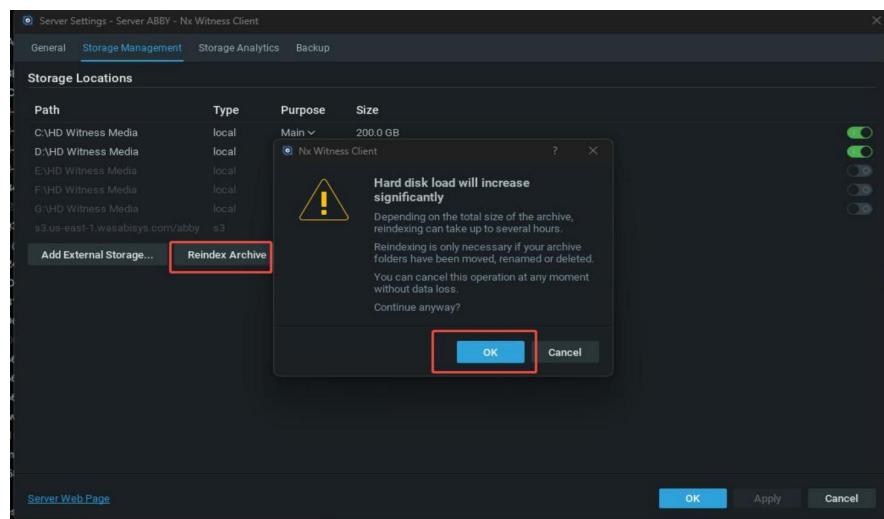 Server Settings - Server ABBY - Nx Witness Client
General Storage Management Storage Analytics Backup
Storage Locations
Path Type Purpose Size
C:\HD Witness Media local Main 200.0 GB
D:\HD Witness Media local
E:\HD Witness Media local
F:\HD Witness Media local
G:\HD Witness Media local
s3.us-east-1.wasabisys.com/abby s3
Add External Storage... Reindex Archive
Nx Witness Client ?
Hard disk load will increase
significantly
Depending on the total size of the archive,
reindexing can take up to several hours.
Reindexing is only necessary if your archive
folders have been moved, renamed or deleted.
You can cancel this operation at any moment
without data loss.
Continue anyway?
OK Cancel
Server Web Page OK Apply Cancel